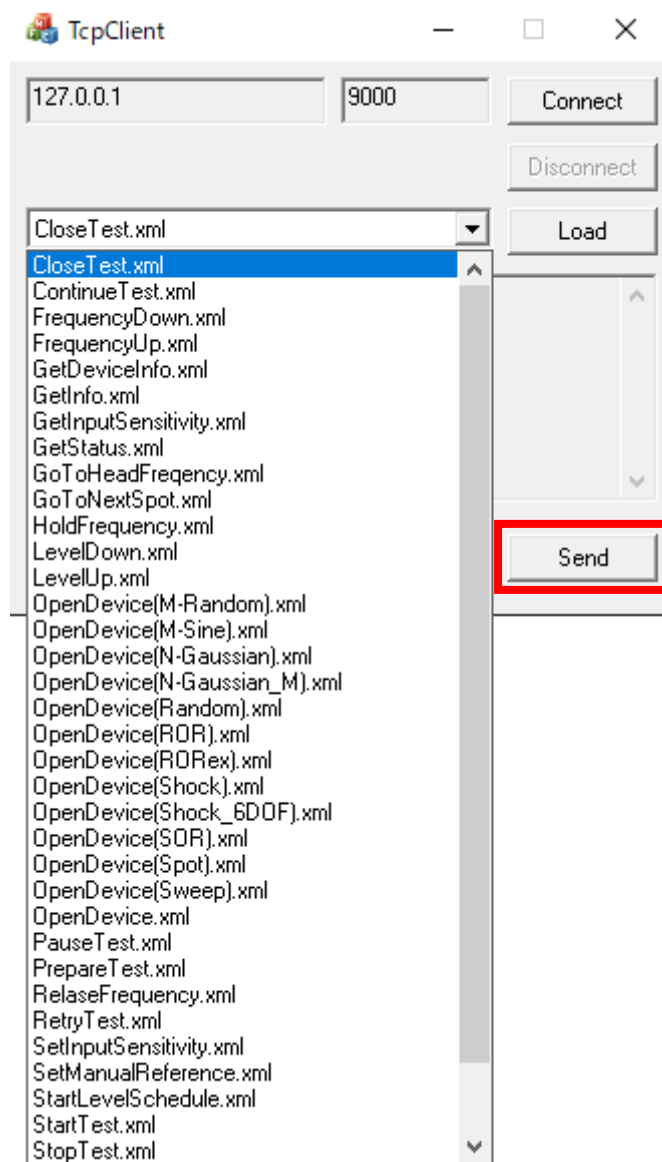 TcpClient
127.0.0.1 9000 Connect
Disconnect
CloseTest.xml Load
CloseTest.xml
ContinueTest.xml
FrequencyDown.xml
FrequencyUp.xml
GetDeviceInfo.xml
GetInfo.xml
GetInputSensitivity.xml
GetStatus.xml
GoToHeadFreqency.xml
GoToNextSpot.xml
HoldFrequency.xml
LevelDown.xml
Send
LevelUp.xml
OpenDevice(M-Random).xml
OpenDevice(M-Sine).xml
OpenDevice(N-Gaussian).xml
OpenDevice(N-Gaussian_M).xml
OpenDevice(Random).xml
OpenDevice(ROR).xml
OpenDevice(RORex).xml
OpenDevice(Shock).xml
OpenDevice(Shock_6DOF).xml
OpenDevice(SOR).xml
OpenDevice(Spot).xml
OpenDevice(Sweep).xml
OpenDevice.xml
PauseTest.xml
PrepareTest.xml
RelaseFrequency.xml
RetryTest.xml
SetInputSensitivity.xml
SetManualReference.xml
StartLevelSchedule.xml
StartTest.xml
StopTest.xml